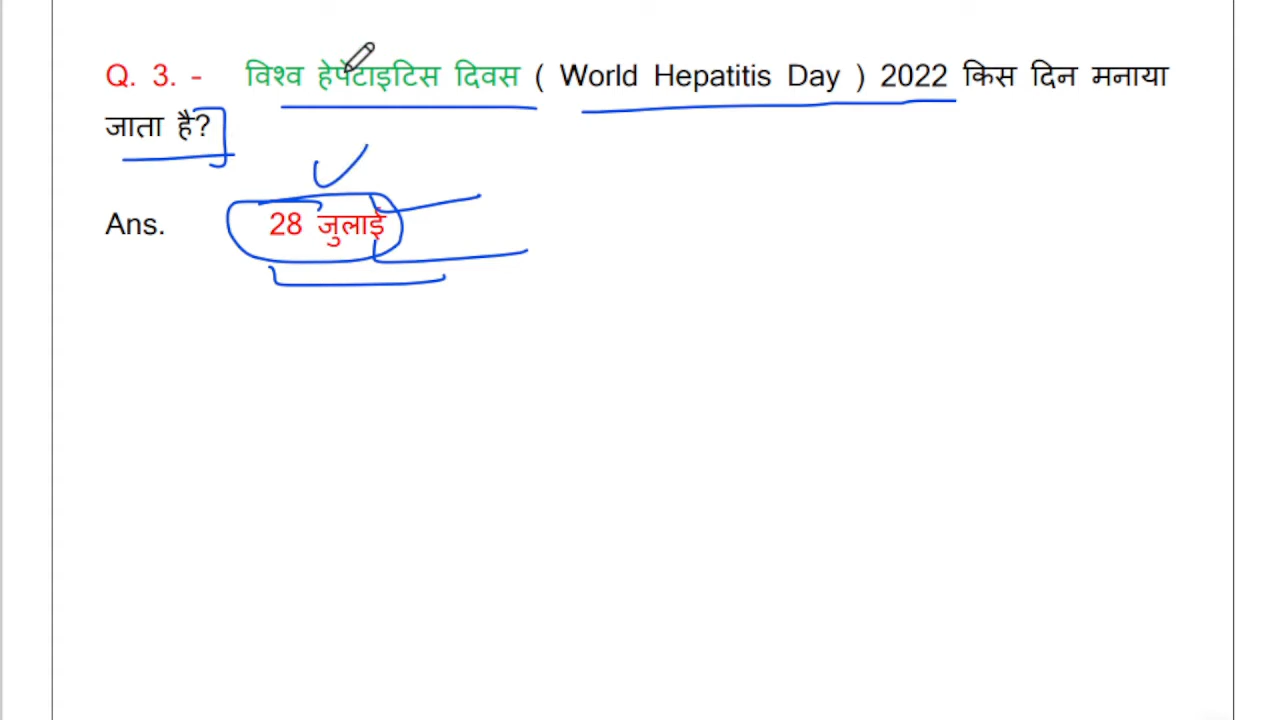 Q. 3. - विश्व हेपेटाइटिस दिवस ( World Hepatitis Day ) 2022 किस दिन मनाया
जाता है?
Ans. 28 जुलाई